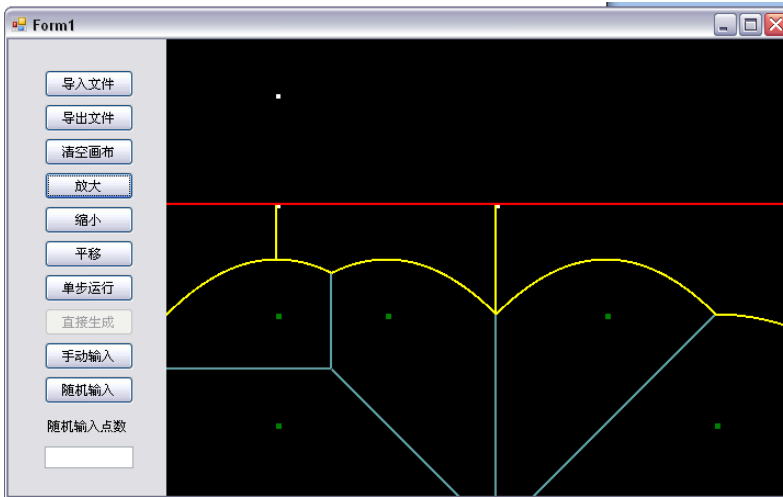 Form1
导入文件
导出文件
清空画布
放大
缩小
平移
单步运行
直接生成
手动输入
随机输入
随机输入点数